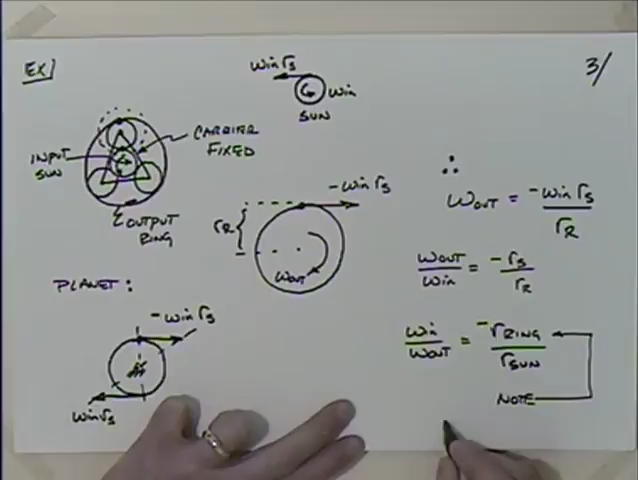 EX/
3/
Win rs
Win
SUN
INPUT
SUN
CARRIER
FIXED
OUTPUT
RING
-Win rs
rR
Wout
PLANET:
-Win rs
Win rs
∴
Wout = -Win rs / rR
Wout / Win = -rs / rR
Win / Wout = -rRING / rSUN
NOTE